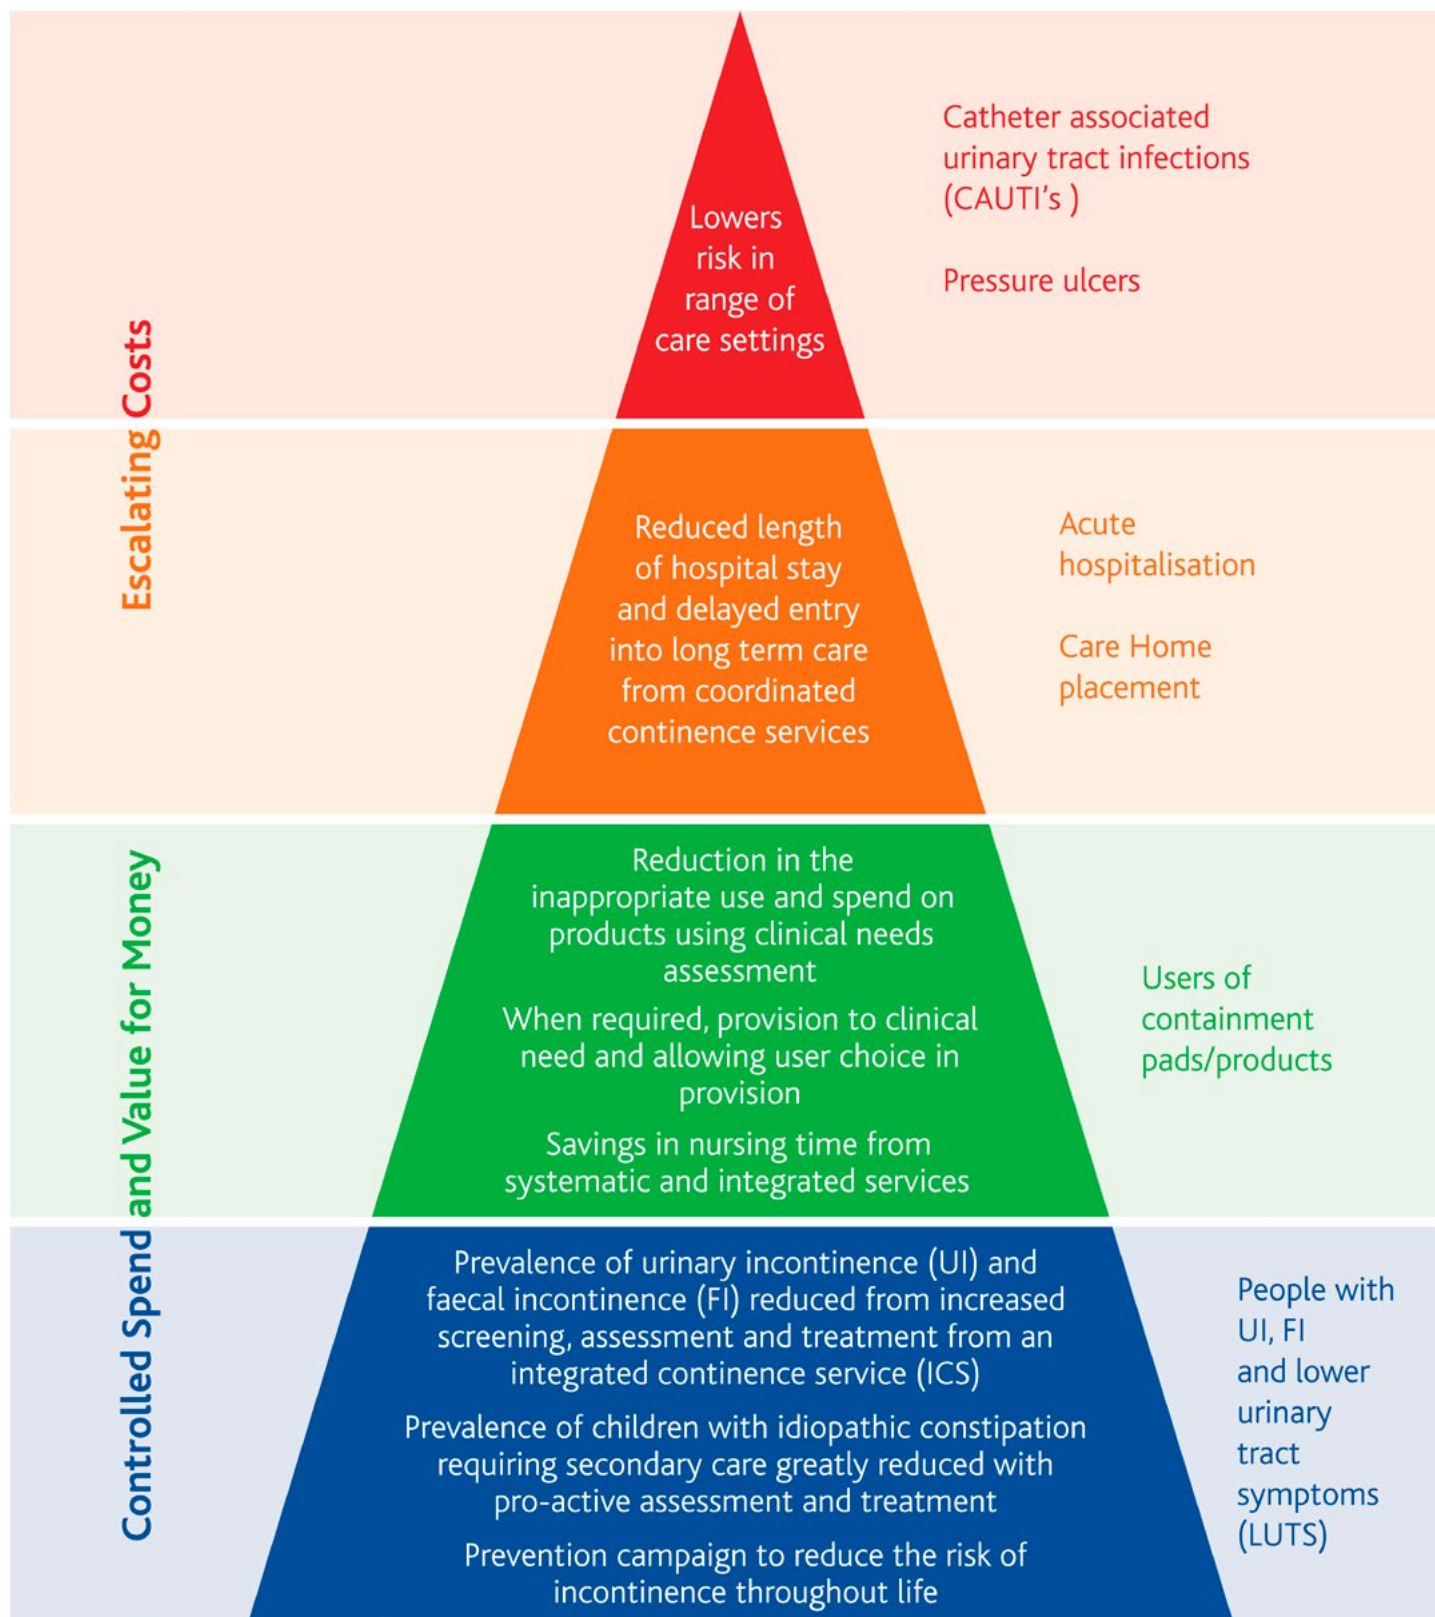 Catheter associated
urinary tract infections
(CAUTI's )
Pressure ulcers
Lowers
risk in
range of
care settings
Escalating Costs
Reduced length
of hospital stay
and delayed entry
into long term care
from coordinated
continence services
Acute
hospitalisation
Care Home
placement
Controlled Spend and Value for Money
Reduction in the
inappropriate use and spend on
products using clinical needs
assessment
When required, provision to clinical
need and allowing user choice in
provision
Savings in nursing time from
systematic and integrated services
Users of
containment
pads/products
Prevalence of urinary incontinence (UI) and
faecal incontinence (FI) reduced from increased
screening, assessment and treatment from an
integrated continence service (ICS)
Prevalence of children with idiopathic constipation
requiring secondary care greatly reduced with
pro-active assessment and treatment
Prevention campaign to reduce the risk of
incontinence throughout life
People with
UI, FI
and lower
urinary
tract
symptoms
(LUTS)